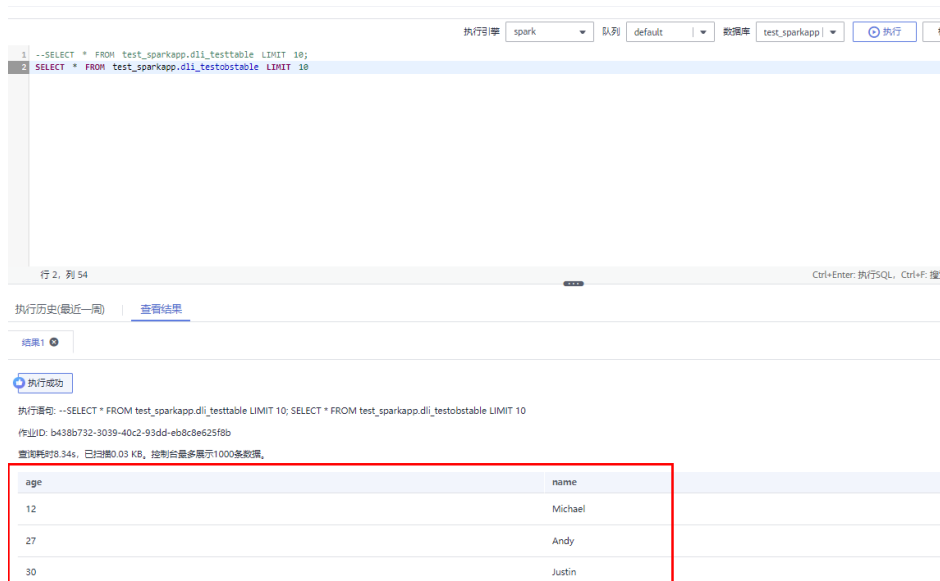 执行引擎 spark 队列 default 数据库 test_sparkapp 执行
1 --SELECT * FROM test_sparkapp.dli_testtable LIMIT 10;
2 SELECT * FROM test_sparkapp.dli_testobstable LIMIT 10
行 2，列 54 Ctrl+Enter: 执行SQL，Ctrl+F: 搜
执行历史(最近一周) 查看结果
结果1
执行成功
执行语句: --SELECT * FROM test_sparkapp.dli_testtable LIMIT 10; SELECT * FROM test_sparkapp.dli_testobstable LIMIT 10
作业ID: b438b732-3039-40c2-93dd-eb8c8e625f8b
查询耗时8.34s，已扫描0.03 KB。控制台最多展示1000条数据。
age name
12 Michael
27 Andy
30 Justin